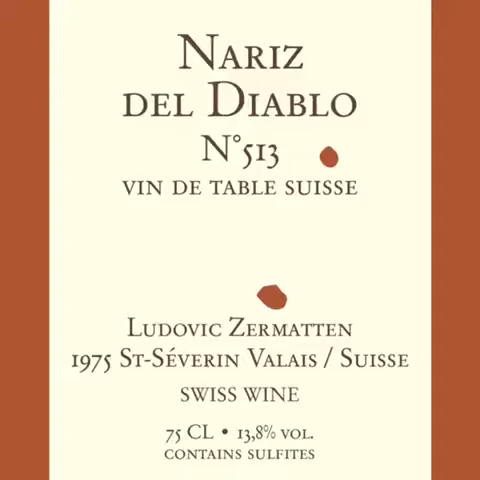 Nariz
del Diablo
N°513
vin de table suisse
Ludovic Zermatten
1975 St-Séverin Valais / Suisse
SWISS WINE
75 CL • 13,8% vol.
contains sulfites